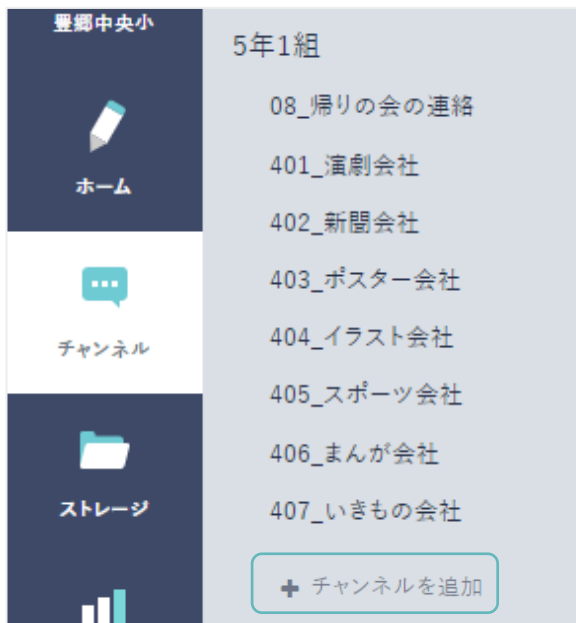 豊郷中央小
ホーム
チャンネル
ストレージ
5年1組
08_帰りの会の連絡
401_演劇会社
402_新聞会社
403_ポスター会社
404_イラスト会社
405_スポーツ会社
406_まんが会社
407_いきもの会社
+ チャンネルを追加